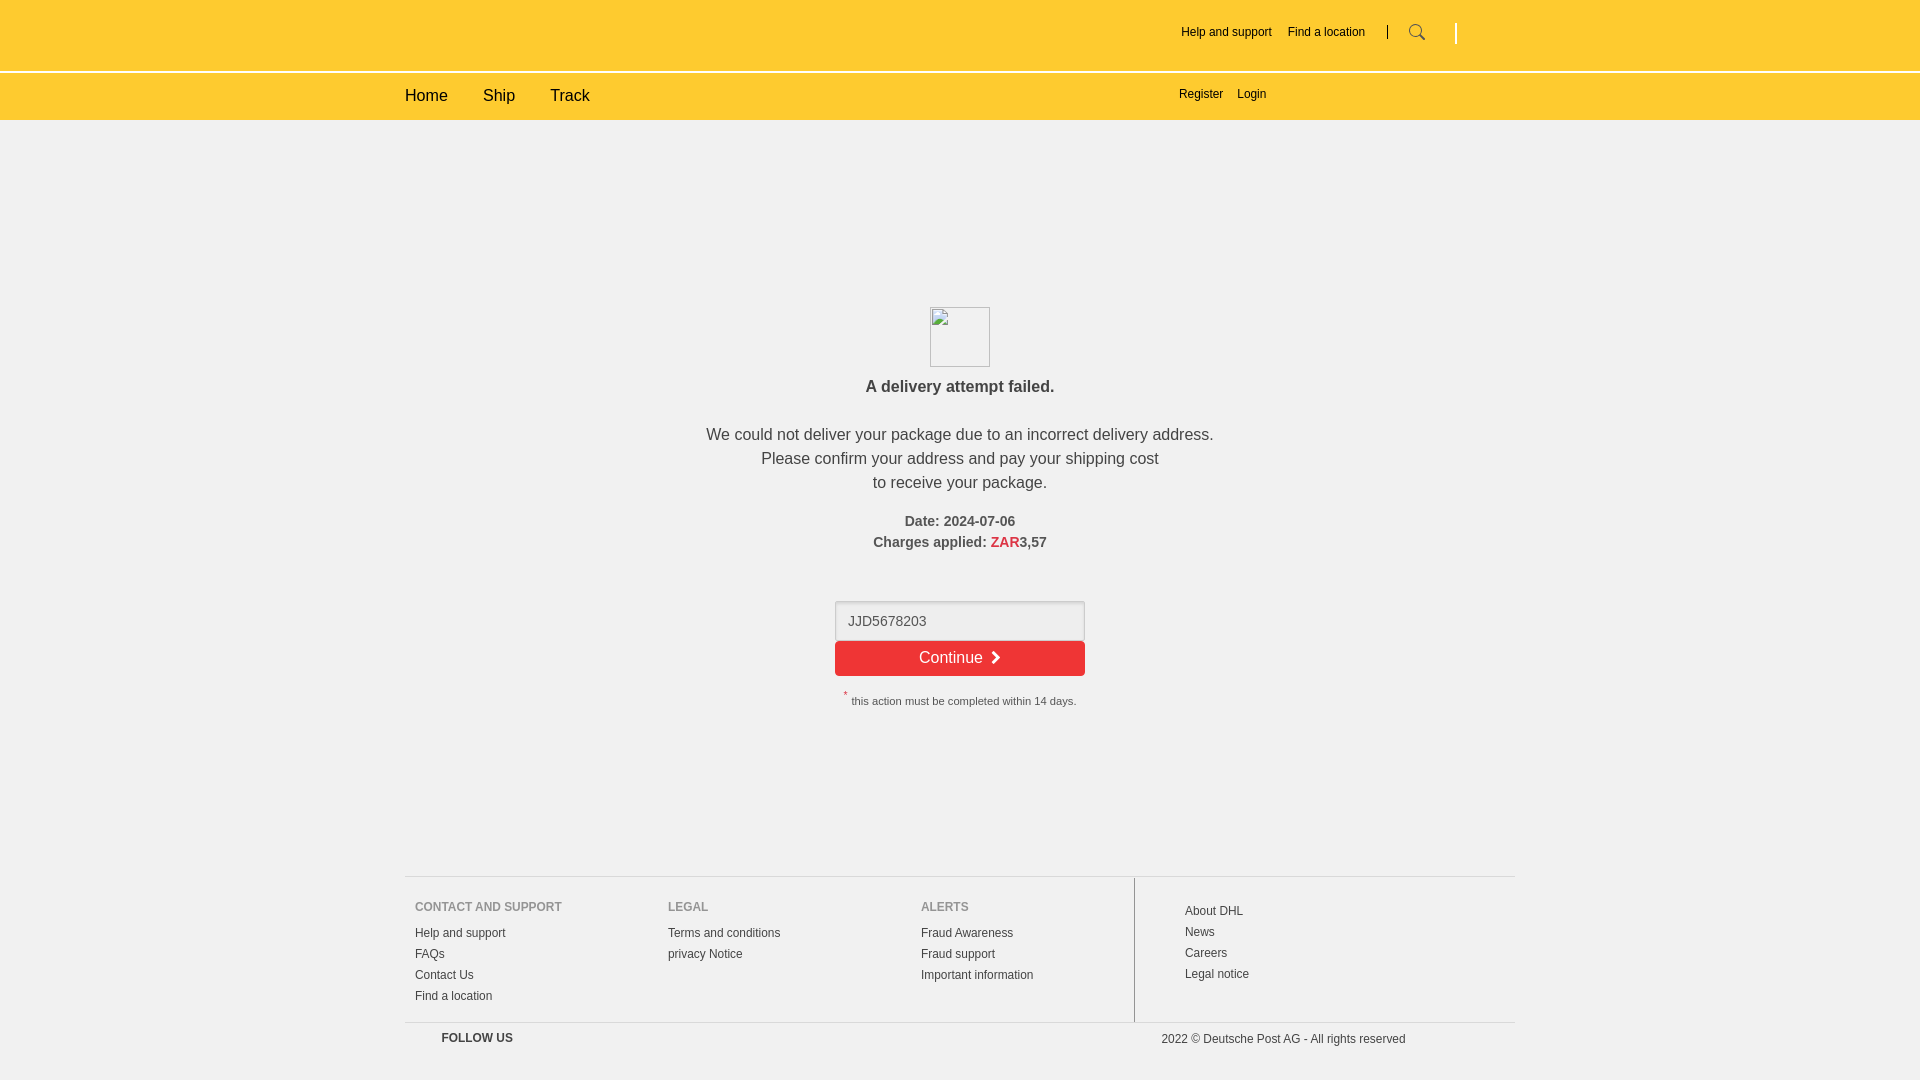 Help and support Find a location
Home Ship Track Register Login
A delivery attempt failed.
We could not deliver your package due to an incorrect delivery address.
Please confirm your address and pay your shipping cost
to receive your package.
Date: 2024-07-06
Charges applied: ZAR3,57
JJD5678203
Continue
* this action must be completed within 14 days.
CONTACT AND SUPPORT
Help and support
FAQs
Contact Us
Find a location
LEGAL
Terms and conditions
privacy Notice
ALERTS
Fraud Awareness
Fraud support
Important information
About DHL
News
Careers
Legal notice
FOLLOW US
2022 © Deutsche Post AG - All rights reserved